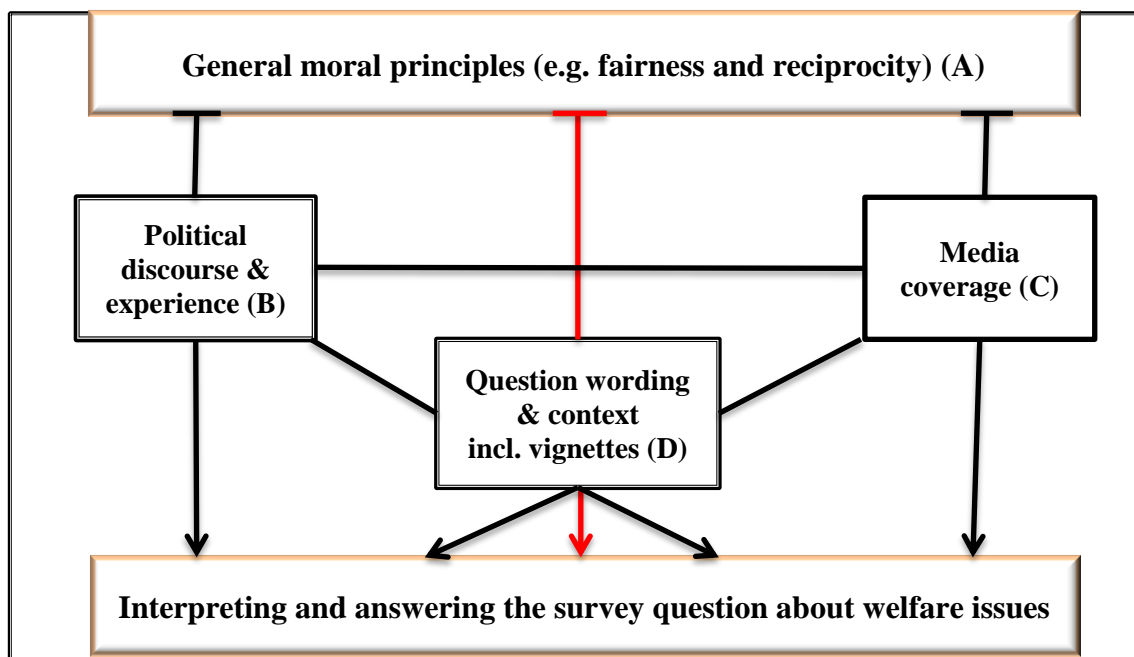 General moral principles (e.g. fairness and reciprocity) (A)
Political
discourse &
experience (B)
Media
coverage (C)
Question wording
& context
incl. vignettes (D)
Interpreting and answering the survey question about welfare issues